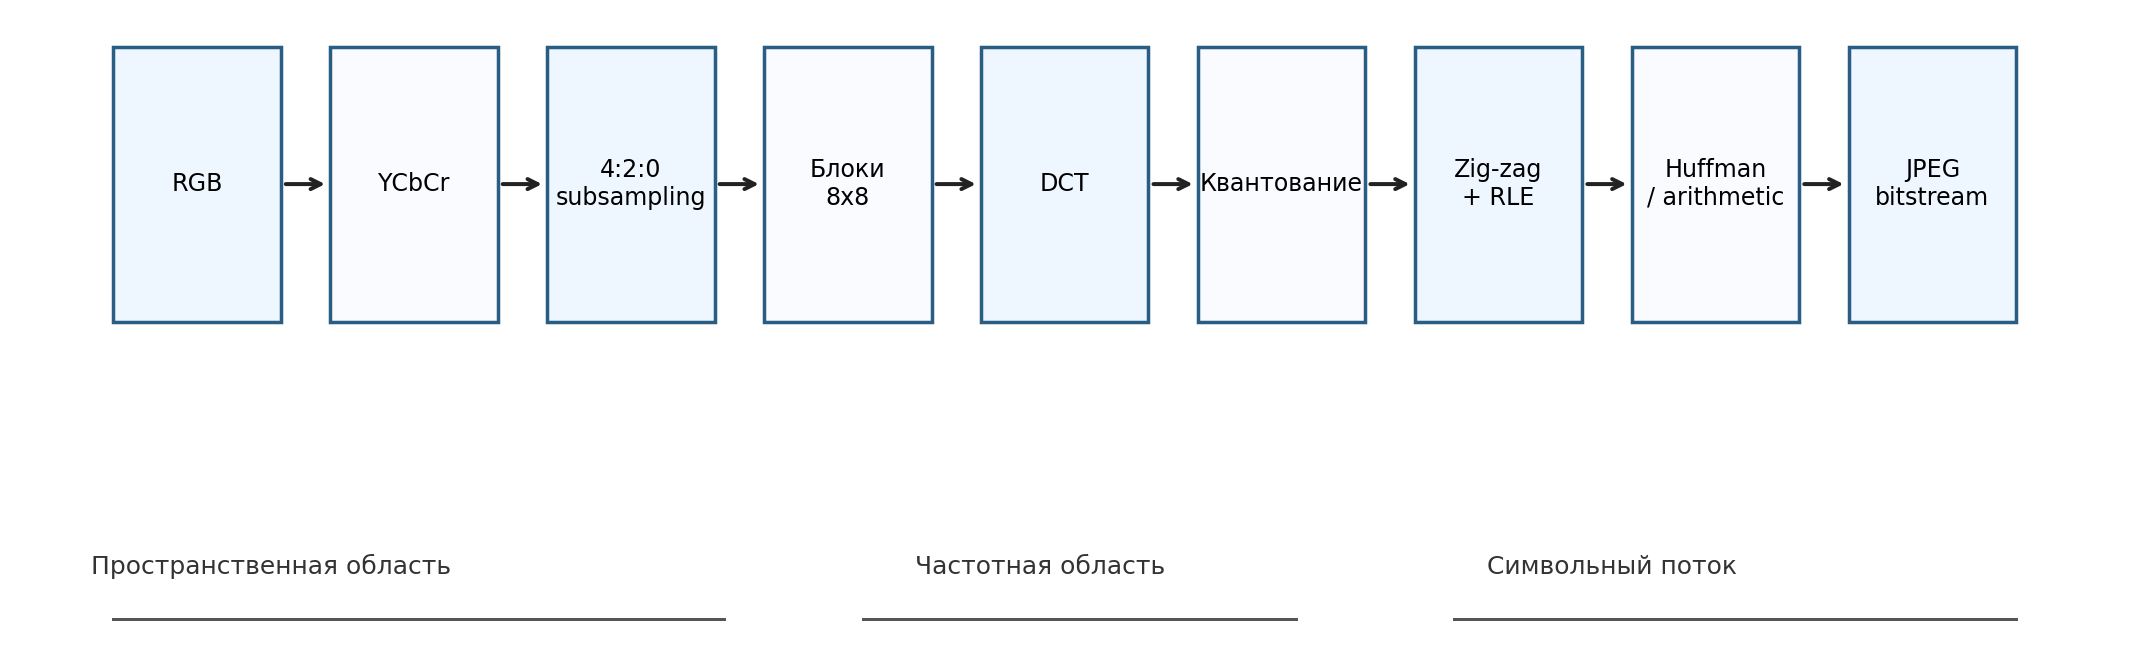 RGB
YCbCr
4:2:0
subsampling
Блоки
8x8
DCT
Квантование
Zig-zag
+ RLE
Huffman
/ arithmetic
JPEG
bitstream
Пространственная область
Частотная область
Символьный поток